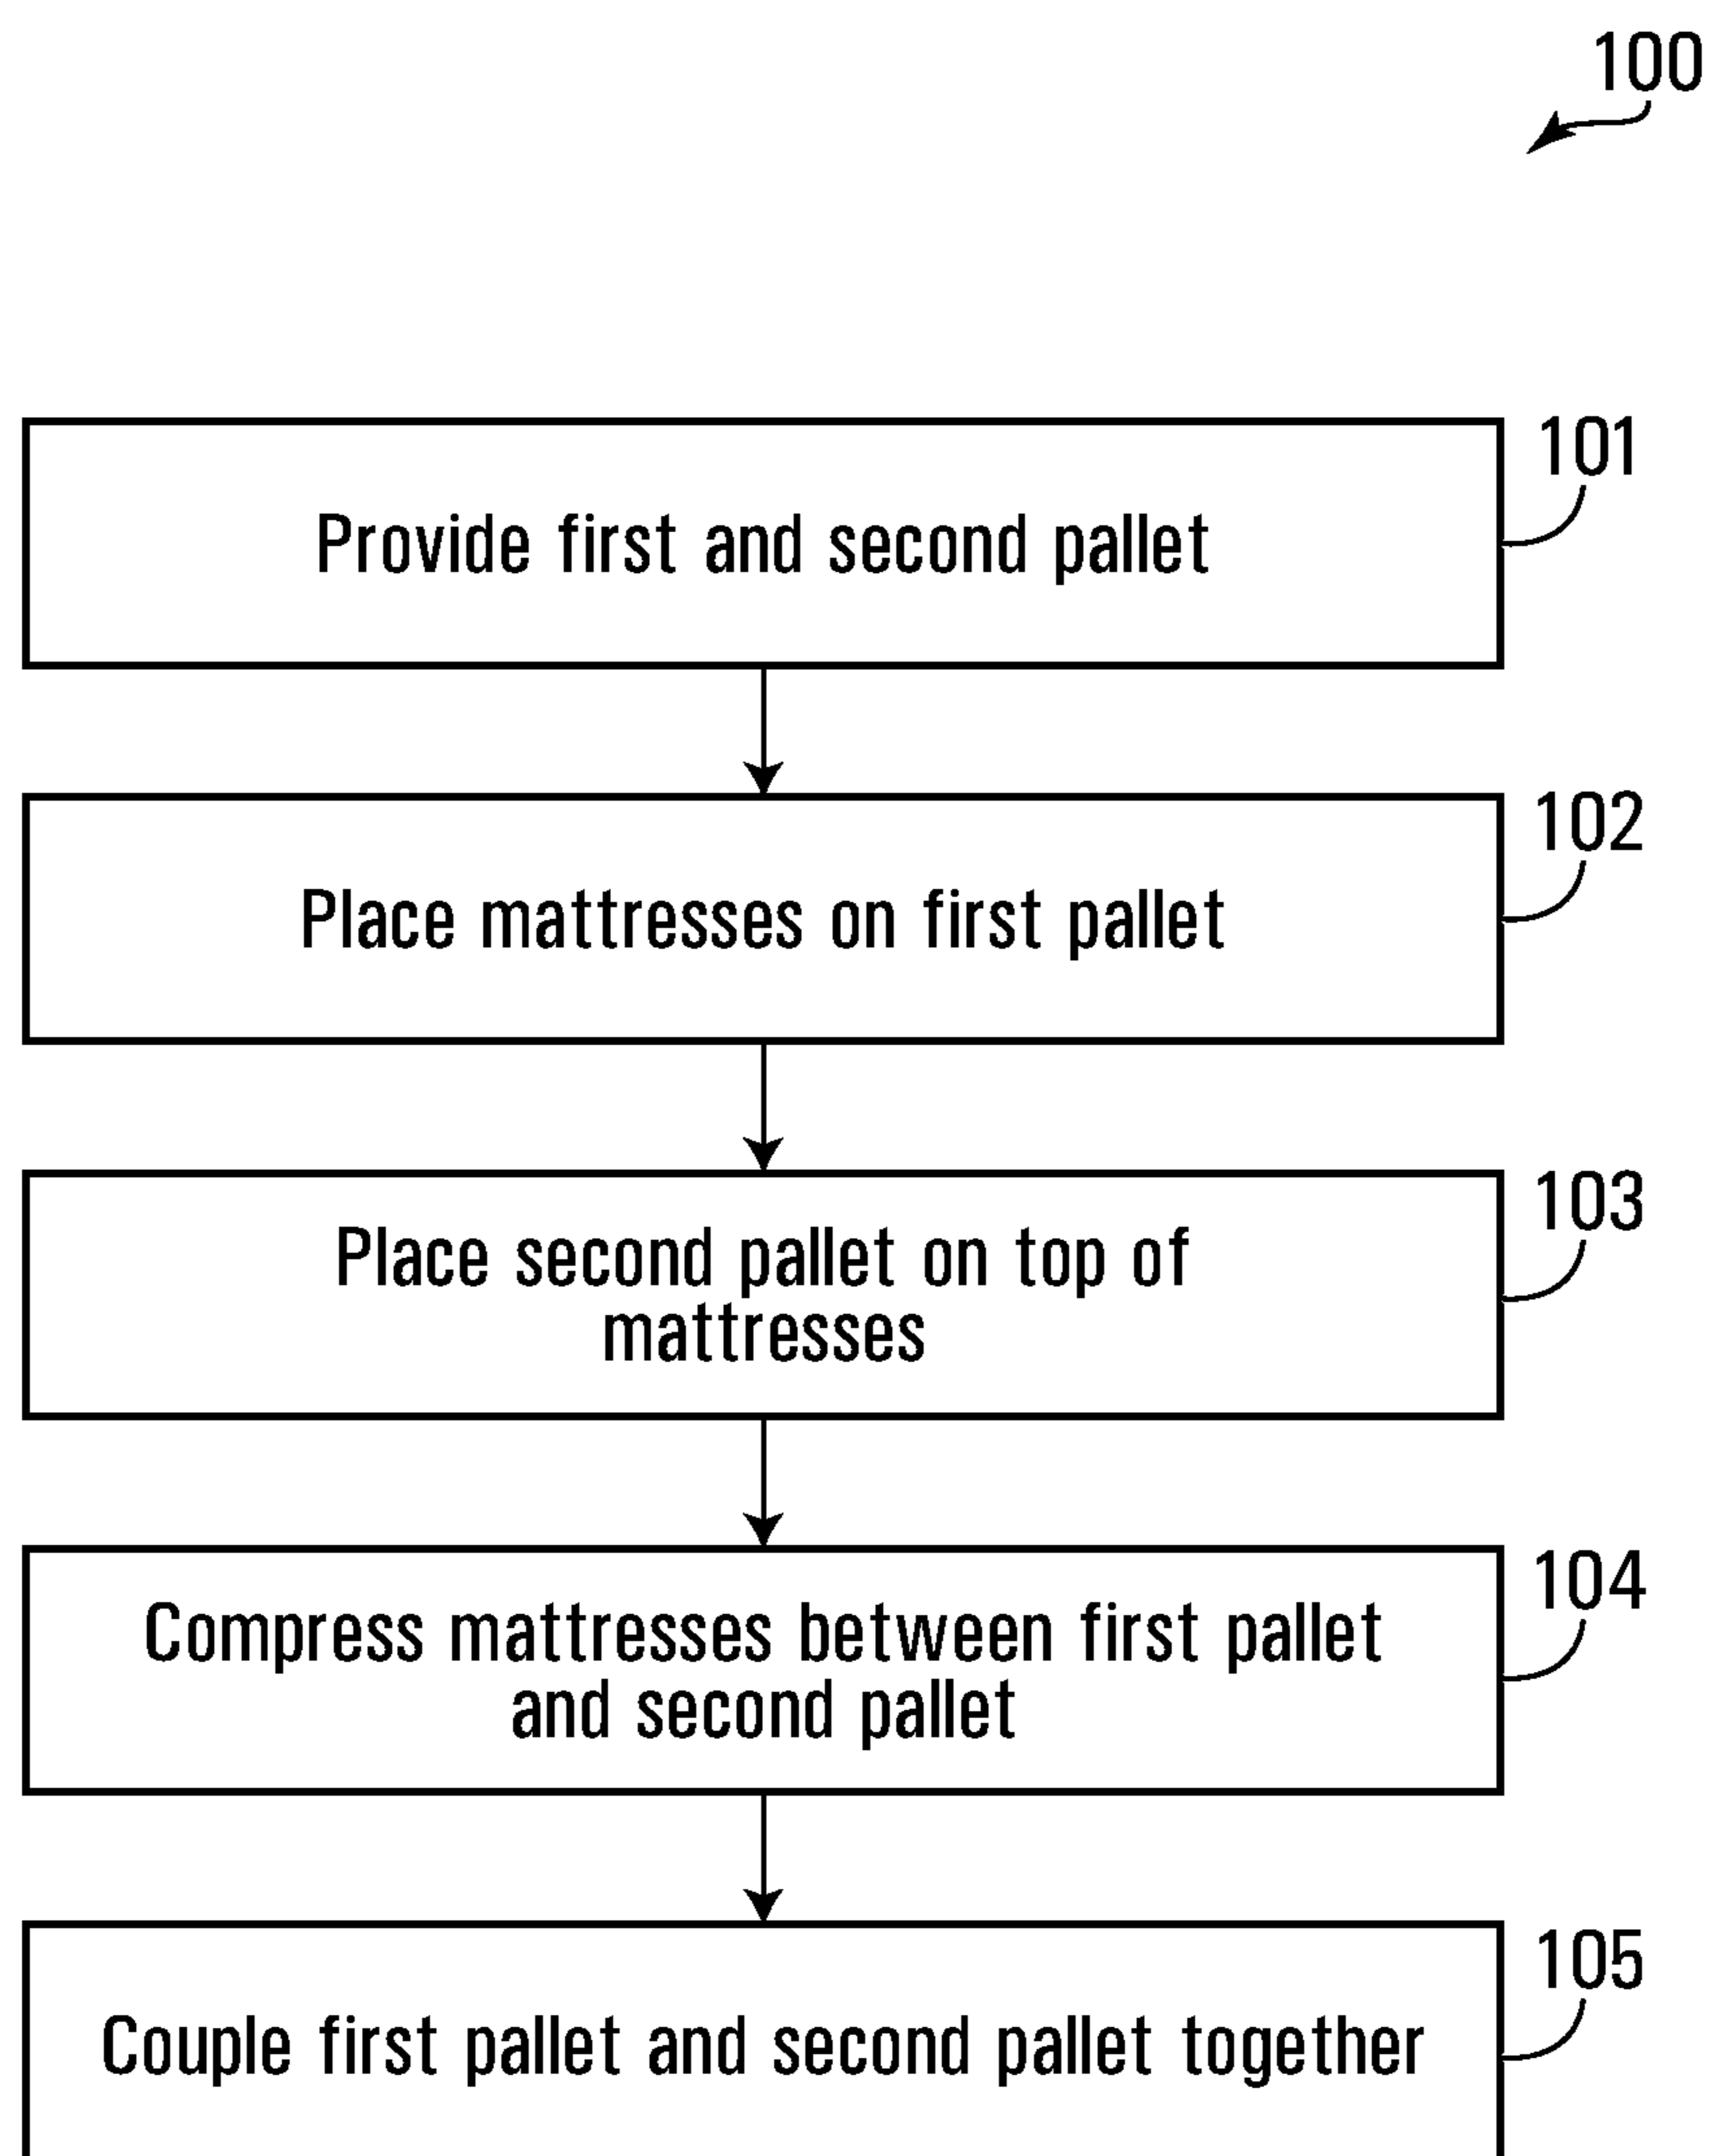 100
Provide first and second pallet
101
Place mattresses on first pallet
102
Place second pallet on top of
mattresses
103
Compress mattresses between first pallet
and second pallet
104
Couple first pallet and second pallet together
105